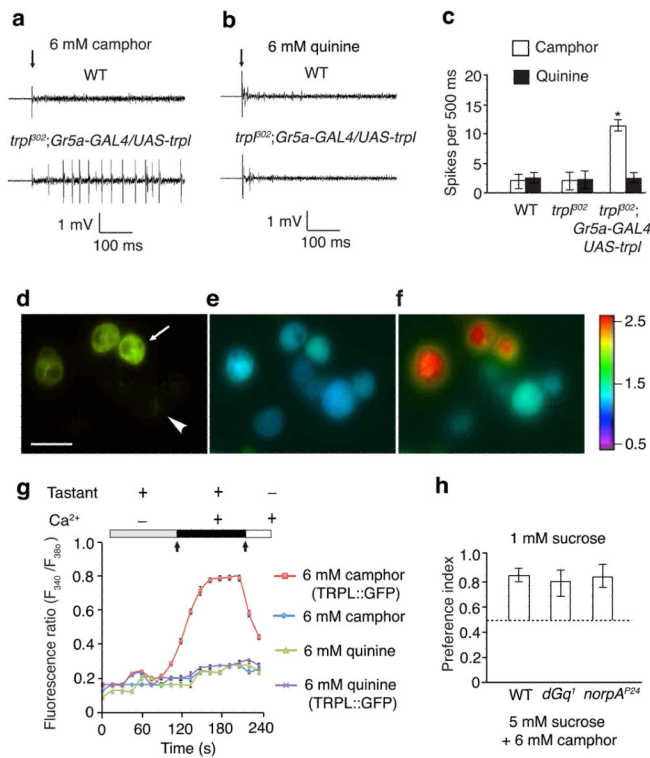 a
6 mM camphor
WT
trpl³⁰²;Gr5a-GAL4/UAS-trpl
1 mV
100 ms
b
6 mM quinine
WT
trpl³⁰²;Gr5a-GAL4/UAS-trpl
1 mV
100 ms
c
Camphor
Quinine
Spikes per 500 ms
20
15
10
5
0
*
WT
trpl³⁰²
trpl³⁰²;
Gr5a-GAL4
UAS-trpl
d
e
f
2.5
1.5
0.5
g
Tastant + + –
Ca²⁺ – + +
Fluorescence ratio (F₃₄₀ /F₃₈₀)
1.0
0.8
0.6
0.4
0.2
0
0 60 120 180 240
Time (s)
6 mM camphor
(TRPL::GFP)
6 mM camphor
6 mM quinine
6 mM quinine
(TRPL::GFP)
h
1 mM sucrose
Preference index
1.0
0.8
0.6
0.4
0.2
0
WT dGq¹ norpAᴾ²⁴
5 mM sucrose
+ 6 mM camphor